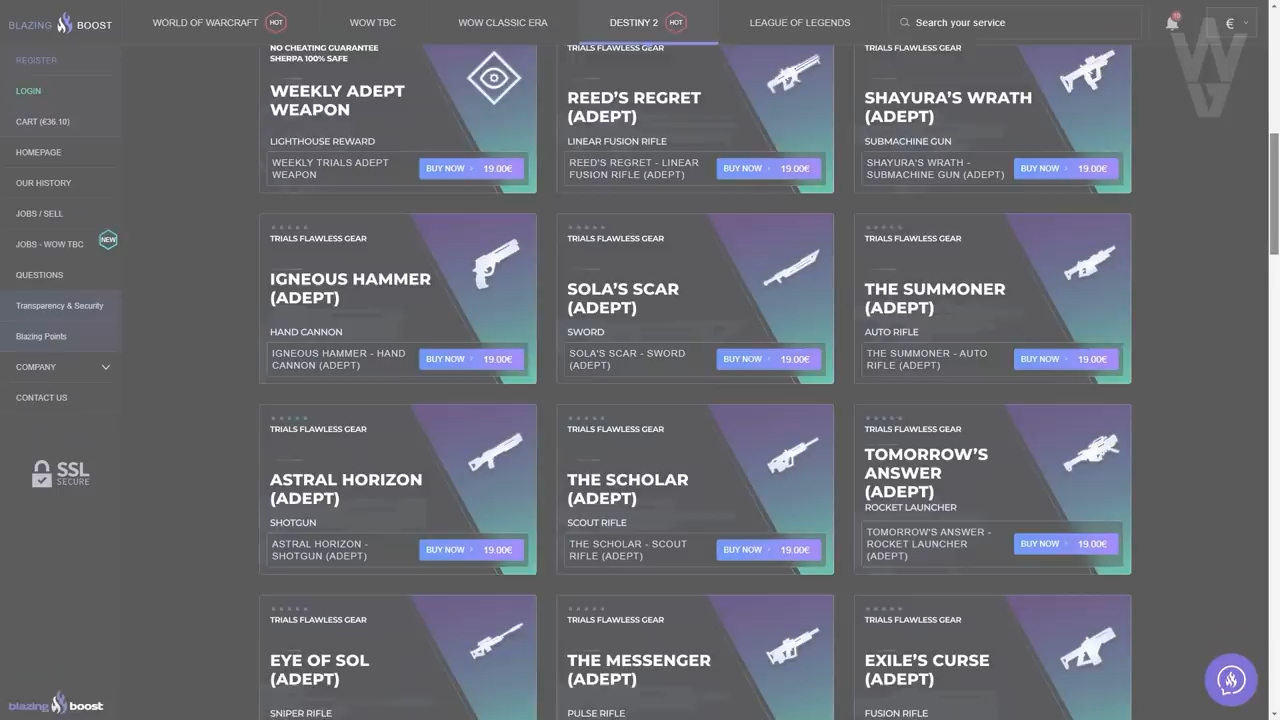 BLAZING BOOST
WORLD OF WARCRAFT HOT
WOW TBC
WOW CLASSIC ERA
DESTINY 2 HOT
LEAGUE OF LEGENDS
Search your service
€
REGISTER
LOGIN
CART (€36.10)
HOMEPAGE
OUR HISTORY
JOBS / SELL
JOBS - WOW TBC NEW
QUESTIONS
Transparency & Security
Blazing Points
COMPANY
CONTACT US
SSL
SECURE
blazing boost
NO CHEATING GUARANTEE
SHERPA 100% SAFE
WEEKLY ADEPT
WEAPON
LIGHTHOUSE REWARD
WEEKLY TRIALS ADEPT
WEAPON
BUY NOW 19.00€
TRIALS FLAWLESS GEAR
REED'S REGRET
(ADEPT)
LINEAR FUSION RIFLE
REED'S REGRET - LINEAR
FUSION RIFLE (ADEPT)
BUY NOW 19.00€
TRIALS FLAWLESS GEAR
SHAYURA'S WRATH
(ADEPT)
SUBMACHINE GUN
SHAYURA'S WRATH -
SUBMACHINE GUN (ADEPT)
BUY NOW 19.00€
TRIALS FLAWLESS GEAR
IGNEOUS HAMMER
(ADEPT)
HAND CANNON
IGNEOUS HAMMER - HAND
CANNON (ADEPT)
BUY NOW 19.00€
TRIALS FLAWLESS GEAR
SOLA'S SCAR
(ADEPT)
SWORD
SOLA'S SCAR - SWORD
(ADEPT)
BUY NOW 19.00€
TRIALS FLAWLESS GEAR
THE SUMMONER
(ADEPT)
AUTO RIFLE
THE SUMMONER - AUTO
RIFLE (ADEPT)
BUY NOW 19.00€
TRIALS FLAWLESS GEAR
ASTRAL HORIZON
(ADEPT)
SHOTGUN
ASTRAL HORIZON -
SHOTGUN (ADEPT)
BUY NOW 19.00€
TRIALS FLAWLESS GEAR
THE SCHOLAR
(ADEPT)
SCOUT RIFLE
THE SCHOLAR - SCOUT
RIFLE (ADEPT)
BUY NOW 19.00€
TRIALS FLAWLESS GEAR
TOMORROW'S
ANSWER
(ADEPT)
ROCKET LAUNCHER
TOMORROW'S ANSWER -
ROCKET LAUNCHER
(ADEPT)
BUY NOW 19.00€
TRIALS FLAWLESS GEAR
EYE OF SOL
(ADEPT)
SNIPER RIFLE
TRIALS FLAWLESS GEAR
THE MESSENGER
(ADEPT)
PULSE RIFLE
TRIALS FLAWLESS GEAR
EXILE'S CURSE
(ADEPT)
FUSION RIFLE